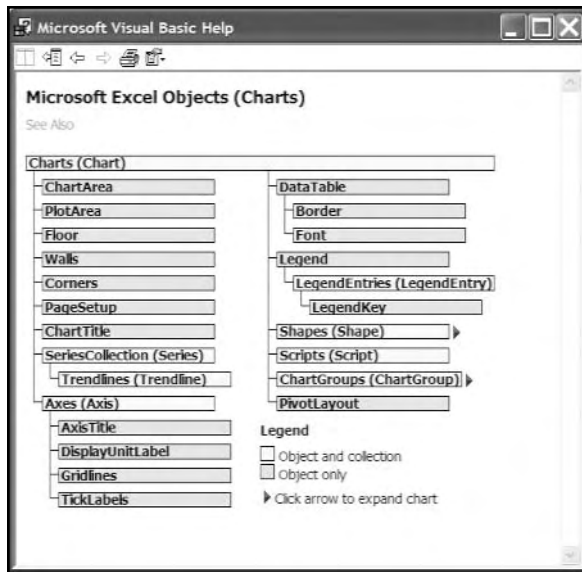 Microsoft Visual Basic Help
Microsoft Excel Objects (Charts)
See Also
Charts (Chart)
ChartArea
PlotArea
Floor
Walls
Corners
PageSetup
ChartTitle
SeriesCollection (Series)
Trendlines (Trendline)
Axes (Axis)
AxisTitle
DisplayUnitLabel
Gridlines
TickLabels
DataTable
Border
Font
Legend
LegendEntries (LegendEntry)
LegendKey
Shapes (Shape)
Scripts (Script)
ChartGroups (ChartGroup)
PivotLayout
Legend
Object and collection
Object only
Click arrow to expand chart